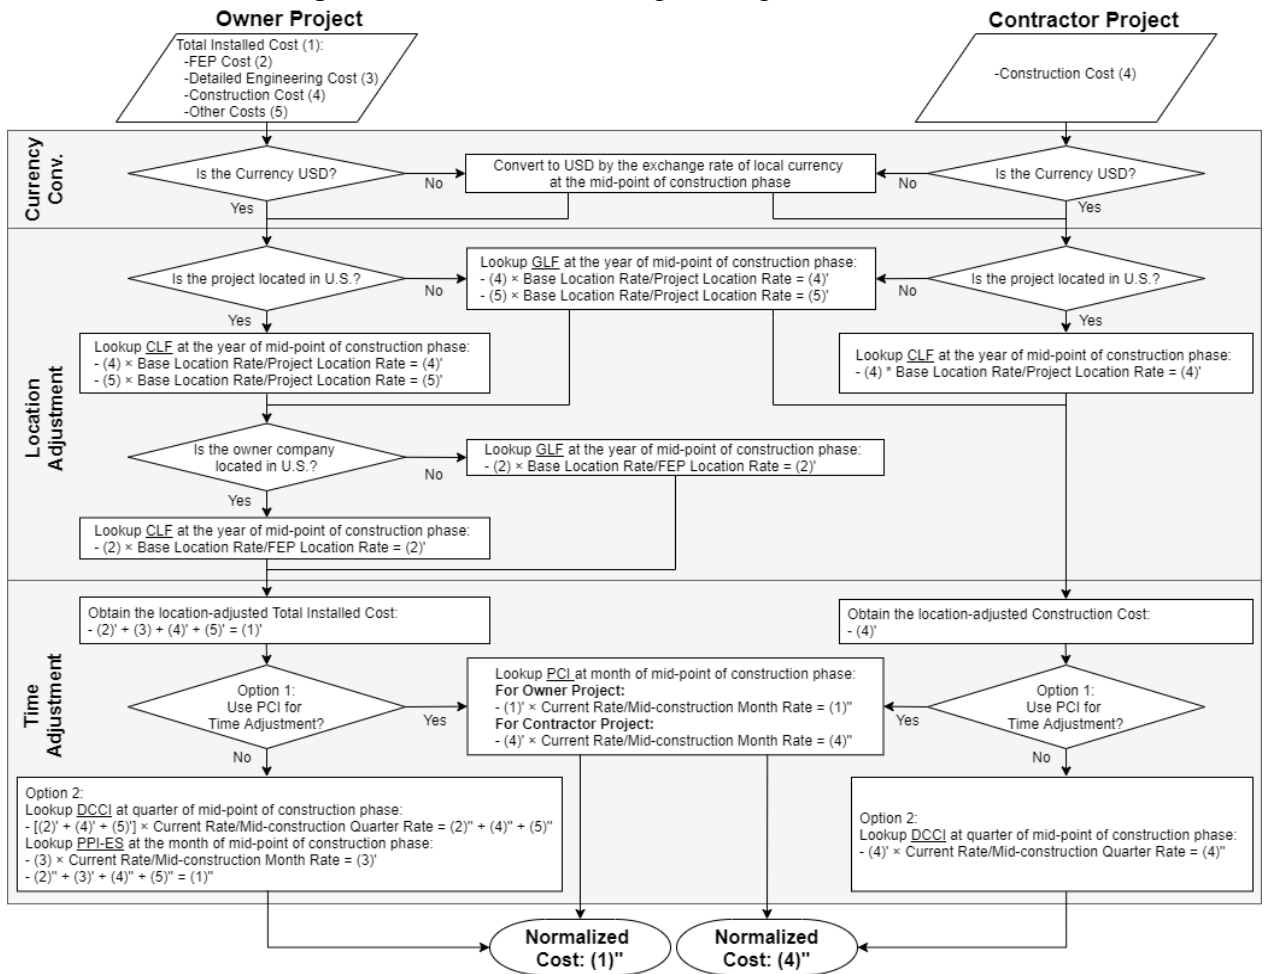 Owner Project
Contractor Project
Total Installed Cost (1):
-FEP Cost (2)
-Detailed Engineering Cost (3)
-Construction Cost (4)
-Other Costs (5)
-Construction Cost (4)
Currency
Conv.
Is the Currency USD?
No
Yes
Convert to USD by the exchange rate of local currency
at the mid-point of construction phase
Is the Currency USD?
No
Yes
Location
Adjustment
Is the project located in U.S.?
No
Yes
Lookup GLF at the year of mid-point of construction phase:
- (4) × Base Location Rate/Project Location Rate = (4)'
- (5) × Base Location Rate/Project Location Rate = (5)'
Is the project located in U.S.?
No
Yes
Lookup CLF at the year of mid-point of construction phase:
- (4) × Base Location Rate/Project Location Rate = (4)'
- (5) × Base Location Rate/Project Location Rate = (5)'
Lookup CLF at the year of mid-point of construction phase:
- (4) * Base Location Rate/Project Location Rate = (4)'
Is the owner company
located in U.S.?
No
Yes
Lookup GLF at the year of mid-point of construction phase:
- (2) × Base Location Rate/FEP Location Rate = (2)'
Lookup CLF at the year of mid-point of construction phase:
- (2) × Base Location Rate/FEP Location Rate = (2)'
Time
Adjustment
Obtain the location-adjusted Total Installed Cost:
- (2)' + (3) + (4)' + (5)' = (1)'
Obtain the location-adjusted Construction Cost:
- (4)'
Option 1:
Use PCI for
Time Adjustment?
Yes
No
Lookup PCI at month of mid-point of construction phase:
For Owner Project:
- (1)' × Current Rate/Mid-construction Month Rate = (1)"
For Contractor Project:
- (4)' × Current Rate/Mid-construction Month Rate = (4)"
Option 1:
Use PCI for
Time Adjustment?
Yes
No
Option 2:
Lookup DCCI at quarter of mid-point of construction phase:
- [(2)' + (4)' + (5)'] × Current Rate/Mid-construction Quarter Rate = (2)" + (4)" + (5)"
Lookup PPI-ES at the month of mid-point of construction phase:
- (3) × Current Rate/Mid-construction Month Rate = (3)'
- (2)" + (3)' + (4)" + (5)" = (1)"
Option 2:
Lookup DCCI at quarter of mid-point of construction phase:
- (4)' × Current Rate/Mid-construction Quarter Rate = (4)"
Normalized
Cost: (1)"
Normalized
Cost: (4)"